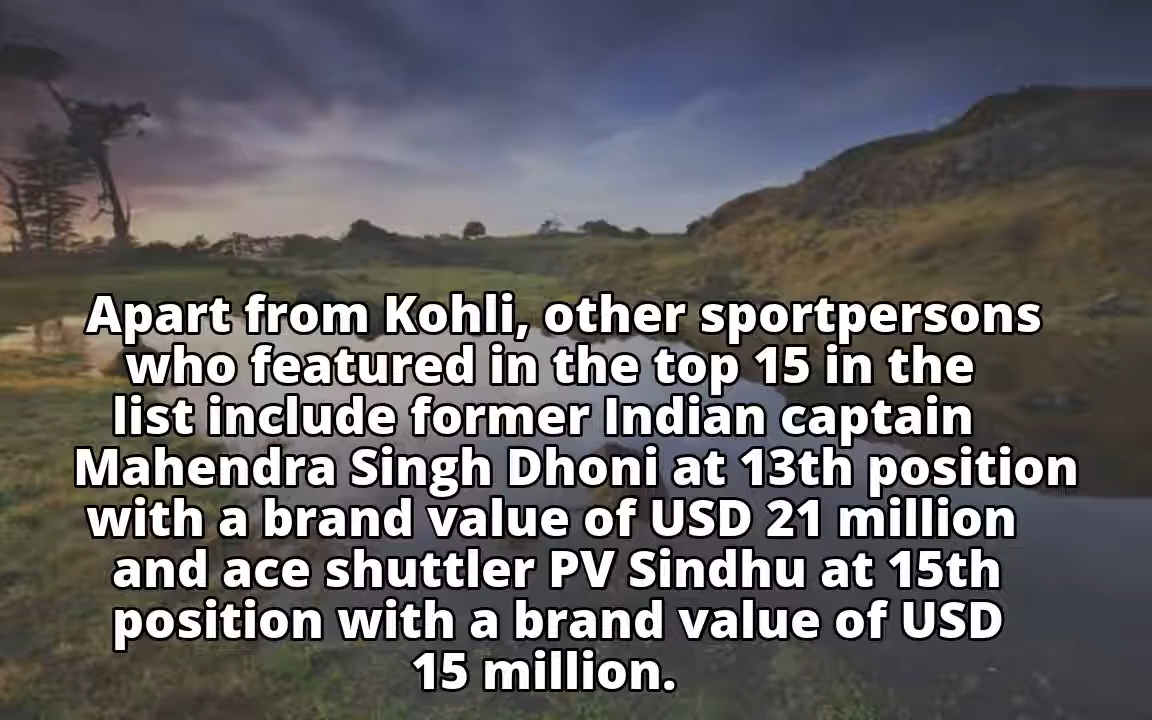 Apart from Kohli, other sportpersons
who featured in the top 15 in the
list include former Indian captain
Mahendra Singh Dhoni at 13th position
with a brand value of USD 21 million
and ace shuttler PV Sindhu at 15th
position with a brand value of USD
15 million.